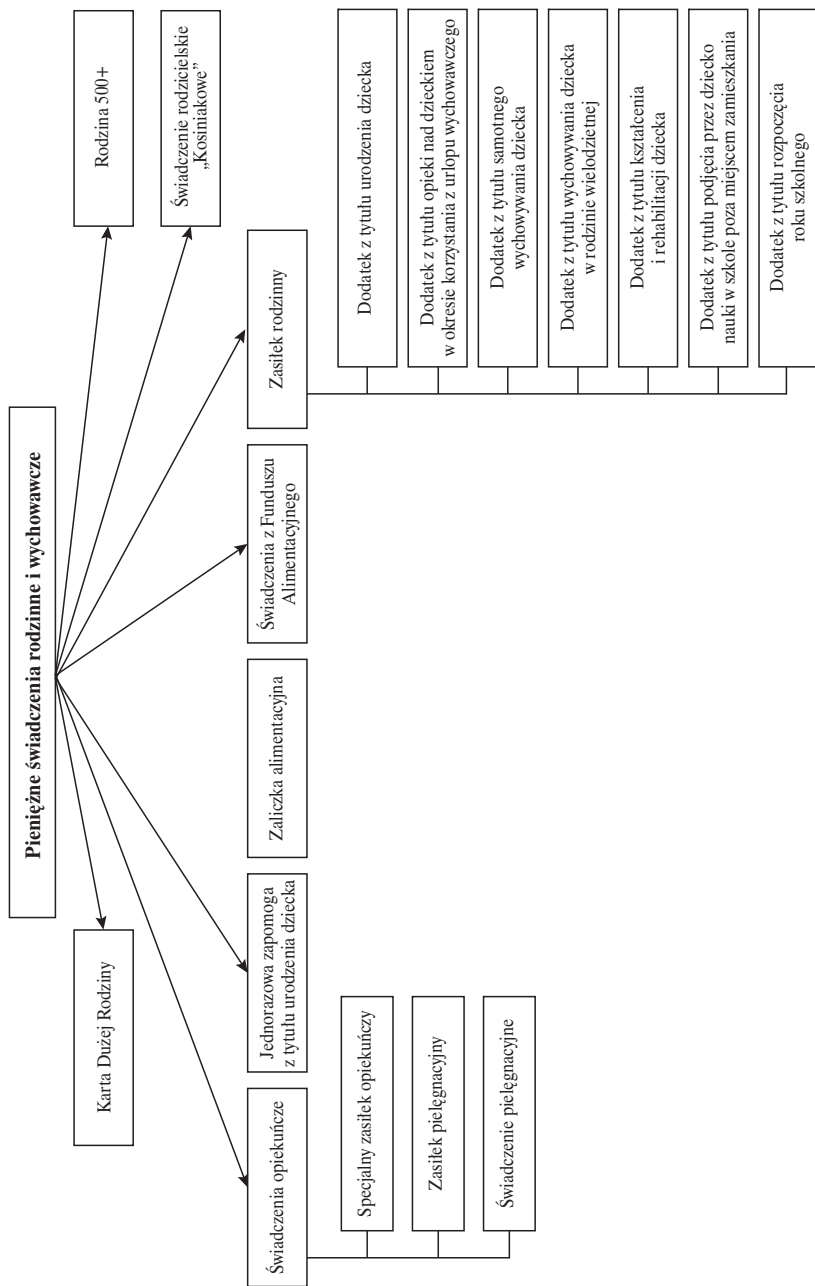 Pieniężne świadczenia rodzinne i wychowawcze
Karta Dużej Rodziny
Rodzina 500+
Świadczenie rodzicielskie
„Kosiniakowe”
Świadczenia opiekuńcze
Jednorazowa zapomoga
z tytułu urodzenia dziecka
Zaliczka alimentacyjna
Świadczenia z Funduszu
Alimentacyjnego
Zasiłek rodzinny
Specjalny zasiłek opiekuńczy
Zasiłek pielęgnacyjny
Świadczenie pielęgnacyjne
Dodatek z tytułu urodzenia dziecka
Dodatek z tytułu opieki nad dzieckiem
w okresie korzystania z urlopu wychowawczego
Dodatek z tytułu samotnego
wychowywania dziecka
Dodatek z tytułu wychowywania dziecka
w rodzinie wielodzietnej
Dodatek z tytułu kształcenia
i rehabilitacji dziecka
Dodatek z tytułu podjęcia przez dziecko
nauki w szkole poza miejscem zamieszkania
Dodatek z tytułu rozpoczęcia
roku szkolnego